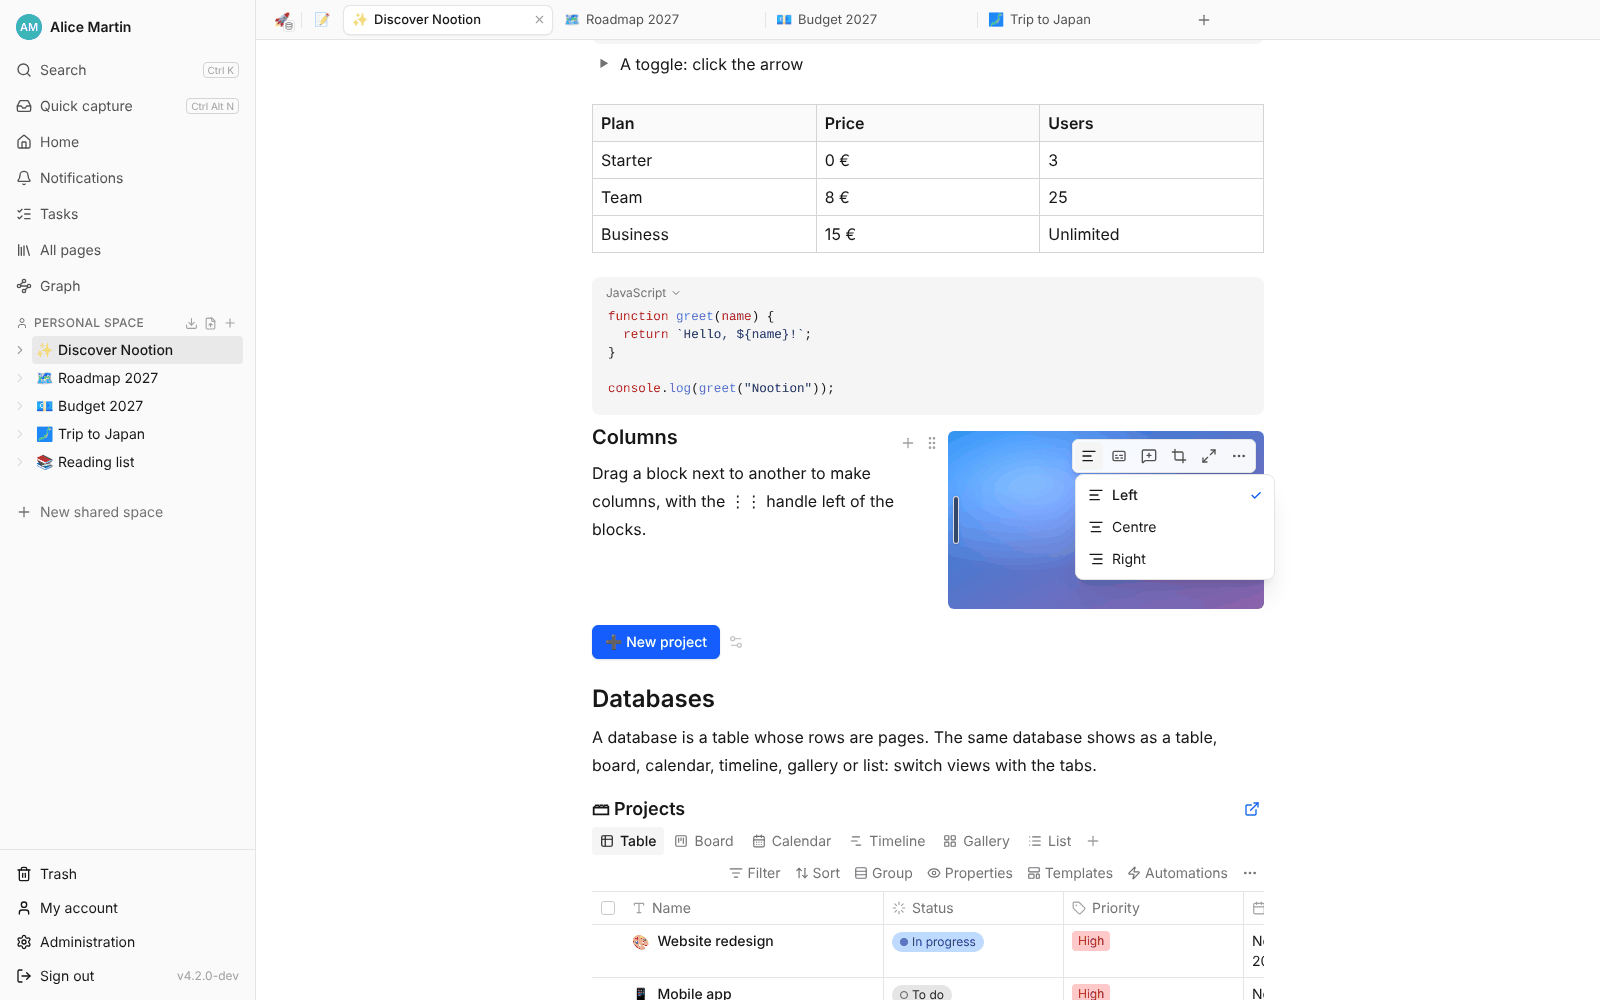 AM Alice Martin
Search Ctrl K
Quick capture Ctrl Alt N
Home
Notifications
Tasks
All pages
Graph
PERSONAL SPACE
Discover Nootion
Roadmap 2027
Budget 2027
Trip to Japan
Reading list
New shared space
Trash
My account
Administration
Sign out v4.2.0-dev
Discover Nootion Roadmap 2027 Budget 2027 Trip to Japan
A toggle: click the arrow
Plan Price Users
Starter 0 € 3
Team 8 € 25
Business 15 € Unlimited
JavaScript
function greet(name) {
  return `Hello, ${name}!`;
}
console.log(greet("Nootion"));
Columns
Drag a block next to another to make
columns, with the ⋮⋮ handle left of the
blocks.
Left
Centre
Right
➕ New project
Databases
A database is a table whose rows are pages. The same database shows as a table,
board, calendar, timeline, gallery or list: switch views with the tabs.
Projects
Table Board Calendar Timeline Gallery List
Filter Sort Group Properties Templates Automations
Name Status Priority
Website redesign In progress High
Mobile app To do High